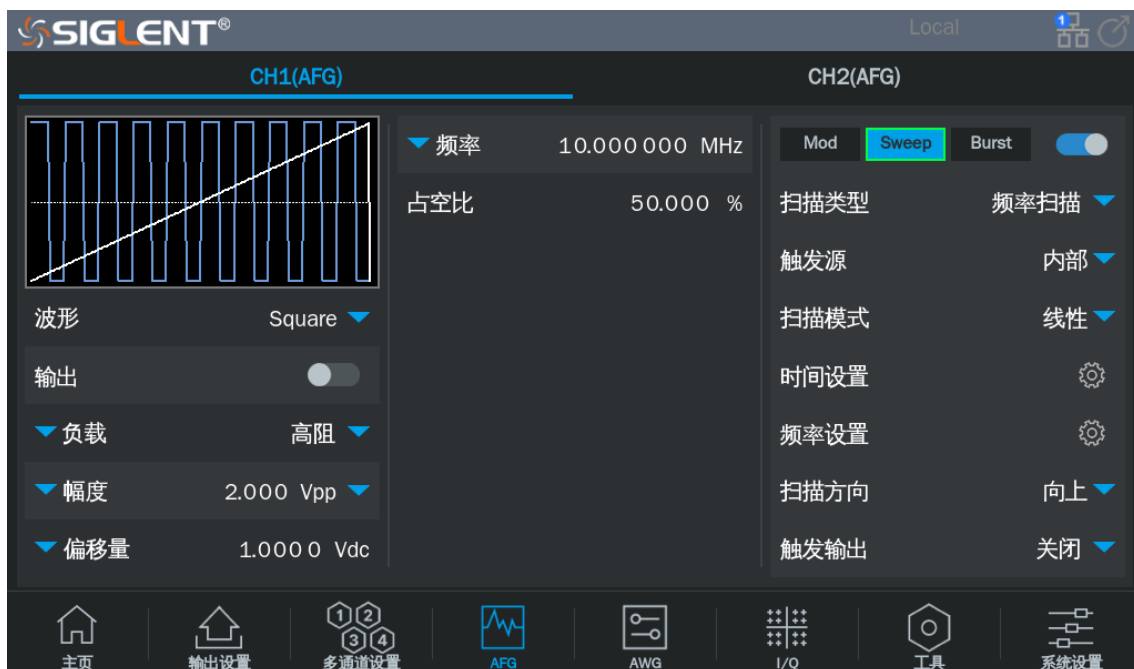 SIGLENT®
Local
1
CH1(AFG)
CH2(AFG)
波形
Square
输出
负载
高阻
幅度
2.000 Vpp
偏移量
1.0000 Vdc
频率
10.000000 MHz
占空比
50.000 %
Mod
Sweep
Burst
扫描类型
频率扫描
触发源
内部
扫描模式
线性
时间设置
频率设置
扫描方向
向上
触发输出
关闭
主页
输出设置
1 2 3 4
多通道设置
AFG
AWG
I/Q
工具
系统设置